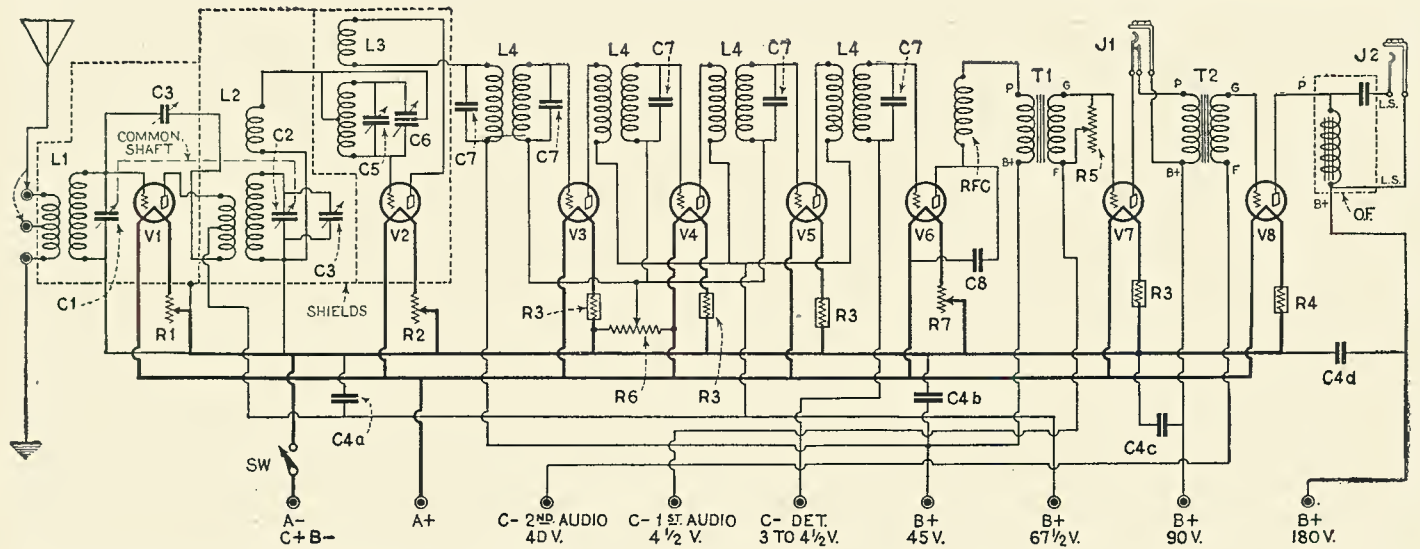 L3
L4
C7
L4
C7
L4
C7
L4
C7
J1
J2
C3
L2
COMMON
SHAFT
C2
L1
C5
C6
C7
C7
RFC
P
T1
G
B+
F
R5
P
T2
G
B+
F
P
L.S.
L.S.
B+
O.F.
V1
V2
V3
V4
V5
V6
V7
V8
C1
C3
C8
R1
SHIELDS
R2
R3
R3
R7
R3
R4
R6
R3
C4a
C4b
C4c
C4d
SW
A-
C+ B-
A+
C- 2ND. AUDIO
40 V.
C- 1ST. AUDIO
4 1/2 V.
C- DET.
3 TO 4 1/2 V.
B+
45 V.
B+
67 1/2 V.
B+
90 V.
B+
180 V.